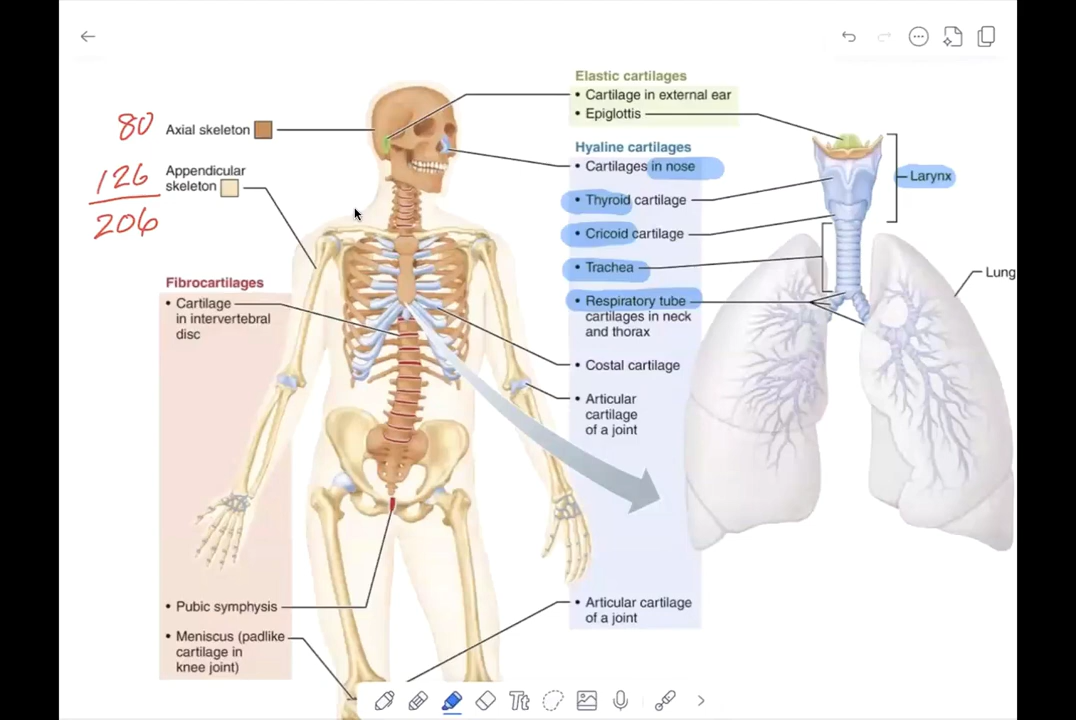 80
Axial skeleton
126
Appendicular
skeleton
206
Fibrocartilages
• Cartilage
in intervertebral
disc
• Pubic symphysis
• Meniscus (padlike
cartilage in
knee joint)
Elastic cartilages
• Cartilage in external ear
• Epiglottis
Hyaline cartilages
• Cartilages in nose
• Thyroid cartilage
• Cricoid cartilage
• Trachea
• Respiratory tube
cartilages in neck
and thorax
• Costal cartilage
• Articular
cartilage
of a joint
• Articular cartilage
of a joint
Larynx
Lung
Tt